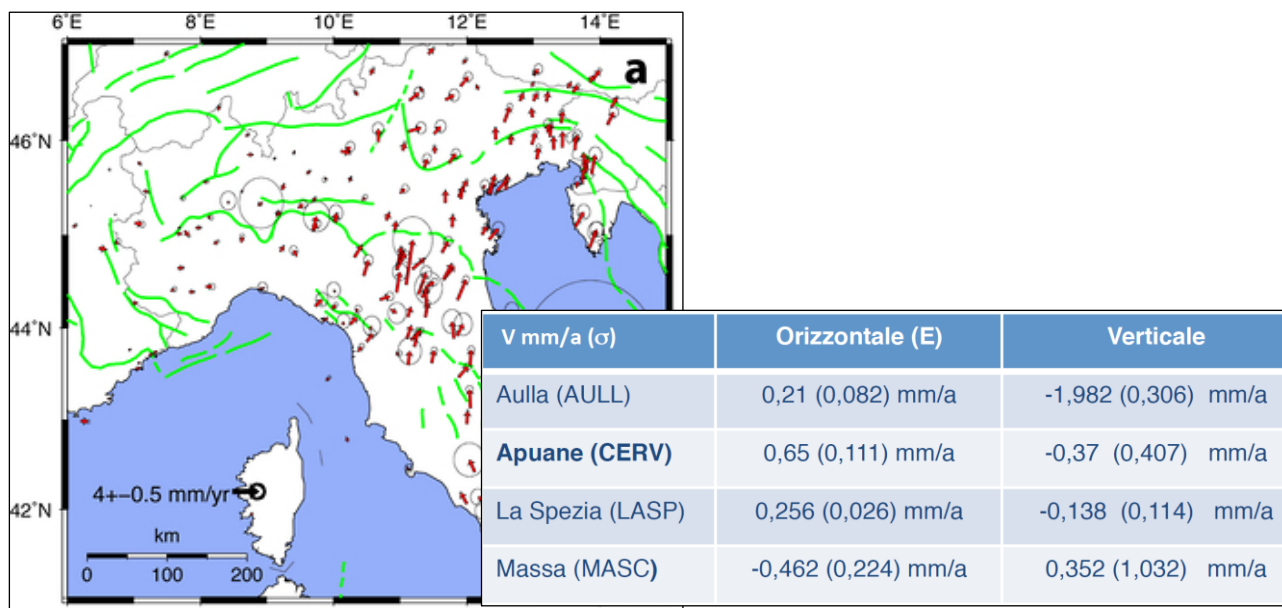 6˚E 8˚E 10˚E 12˚E 14˚E
a
46˚N
44˚N
42˚N
4+−0.5 mm/yr
km
0 100 200
V mm/a (σ) Orizzontale (E) Verticale
Aulla (AULL) 0,21 (0,082) mm/a -1,982 (0,306) mm/a
Apuane (CERV) 0,65 (0,111) mm/a -0,37 (0,407) mm/a
La Spezia (LASP) 0,256 (0,026) mm/a -0,138 (0,114) mm/a
Massa (MASC) -0,462 (0,224) mm/a 0,352 (1,032) mm/a